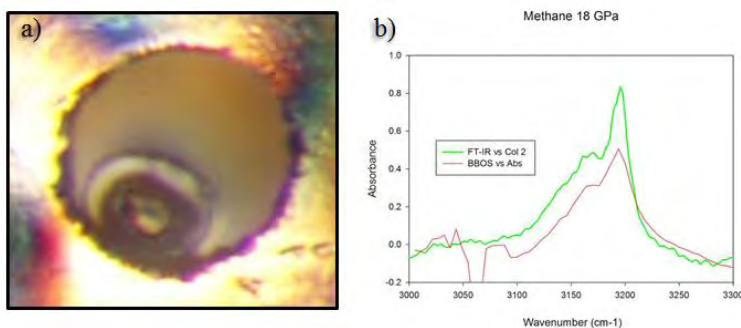 a)
b)
Methane 18 GPa
1.0
0.8
0.6
0.4
0.2
0.0
-0.2
Absorbance
FT-IR vs Col 2
BBOS vs Abs
3000
3050
3100
3150
3200
3250
3300
Wavenumber (cm-1)